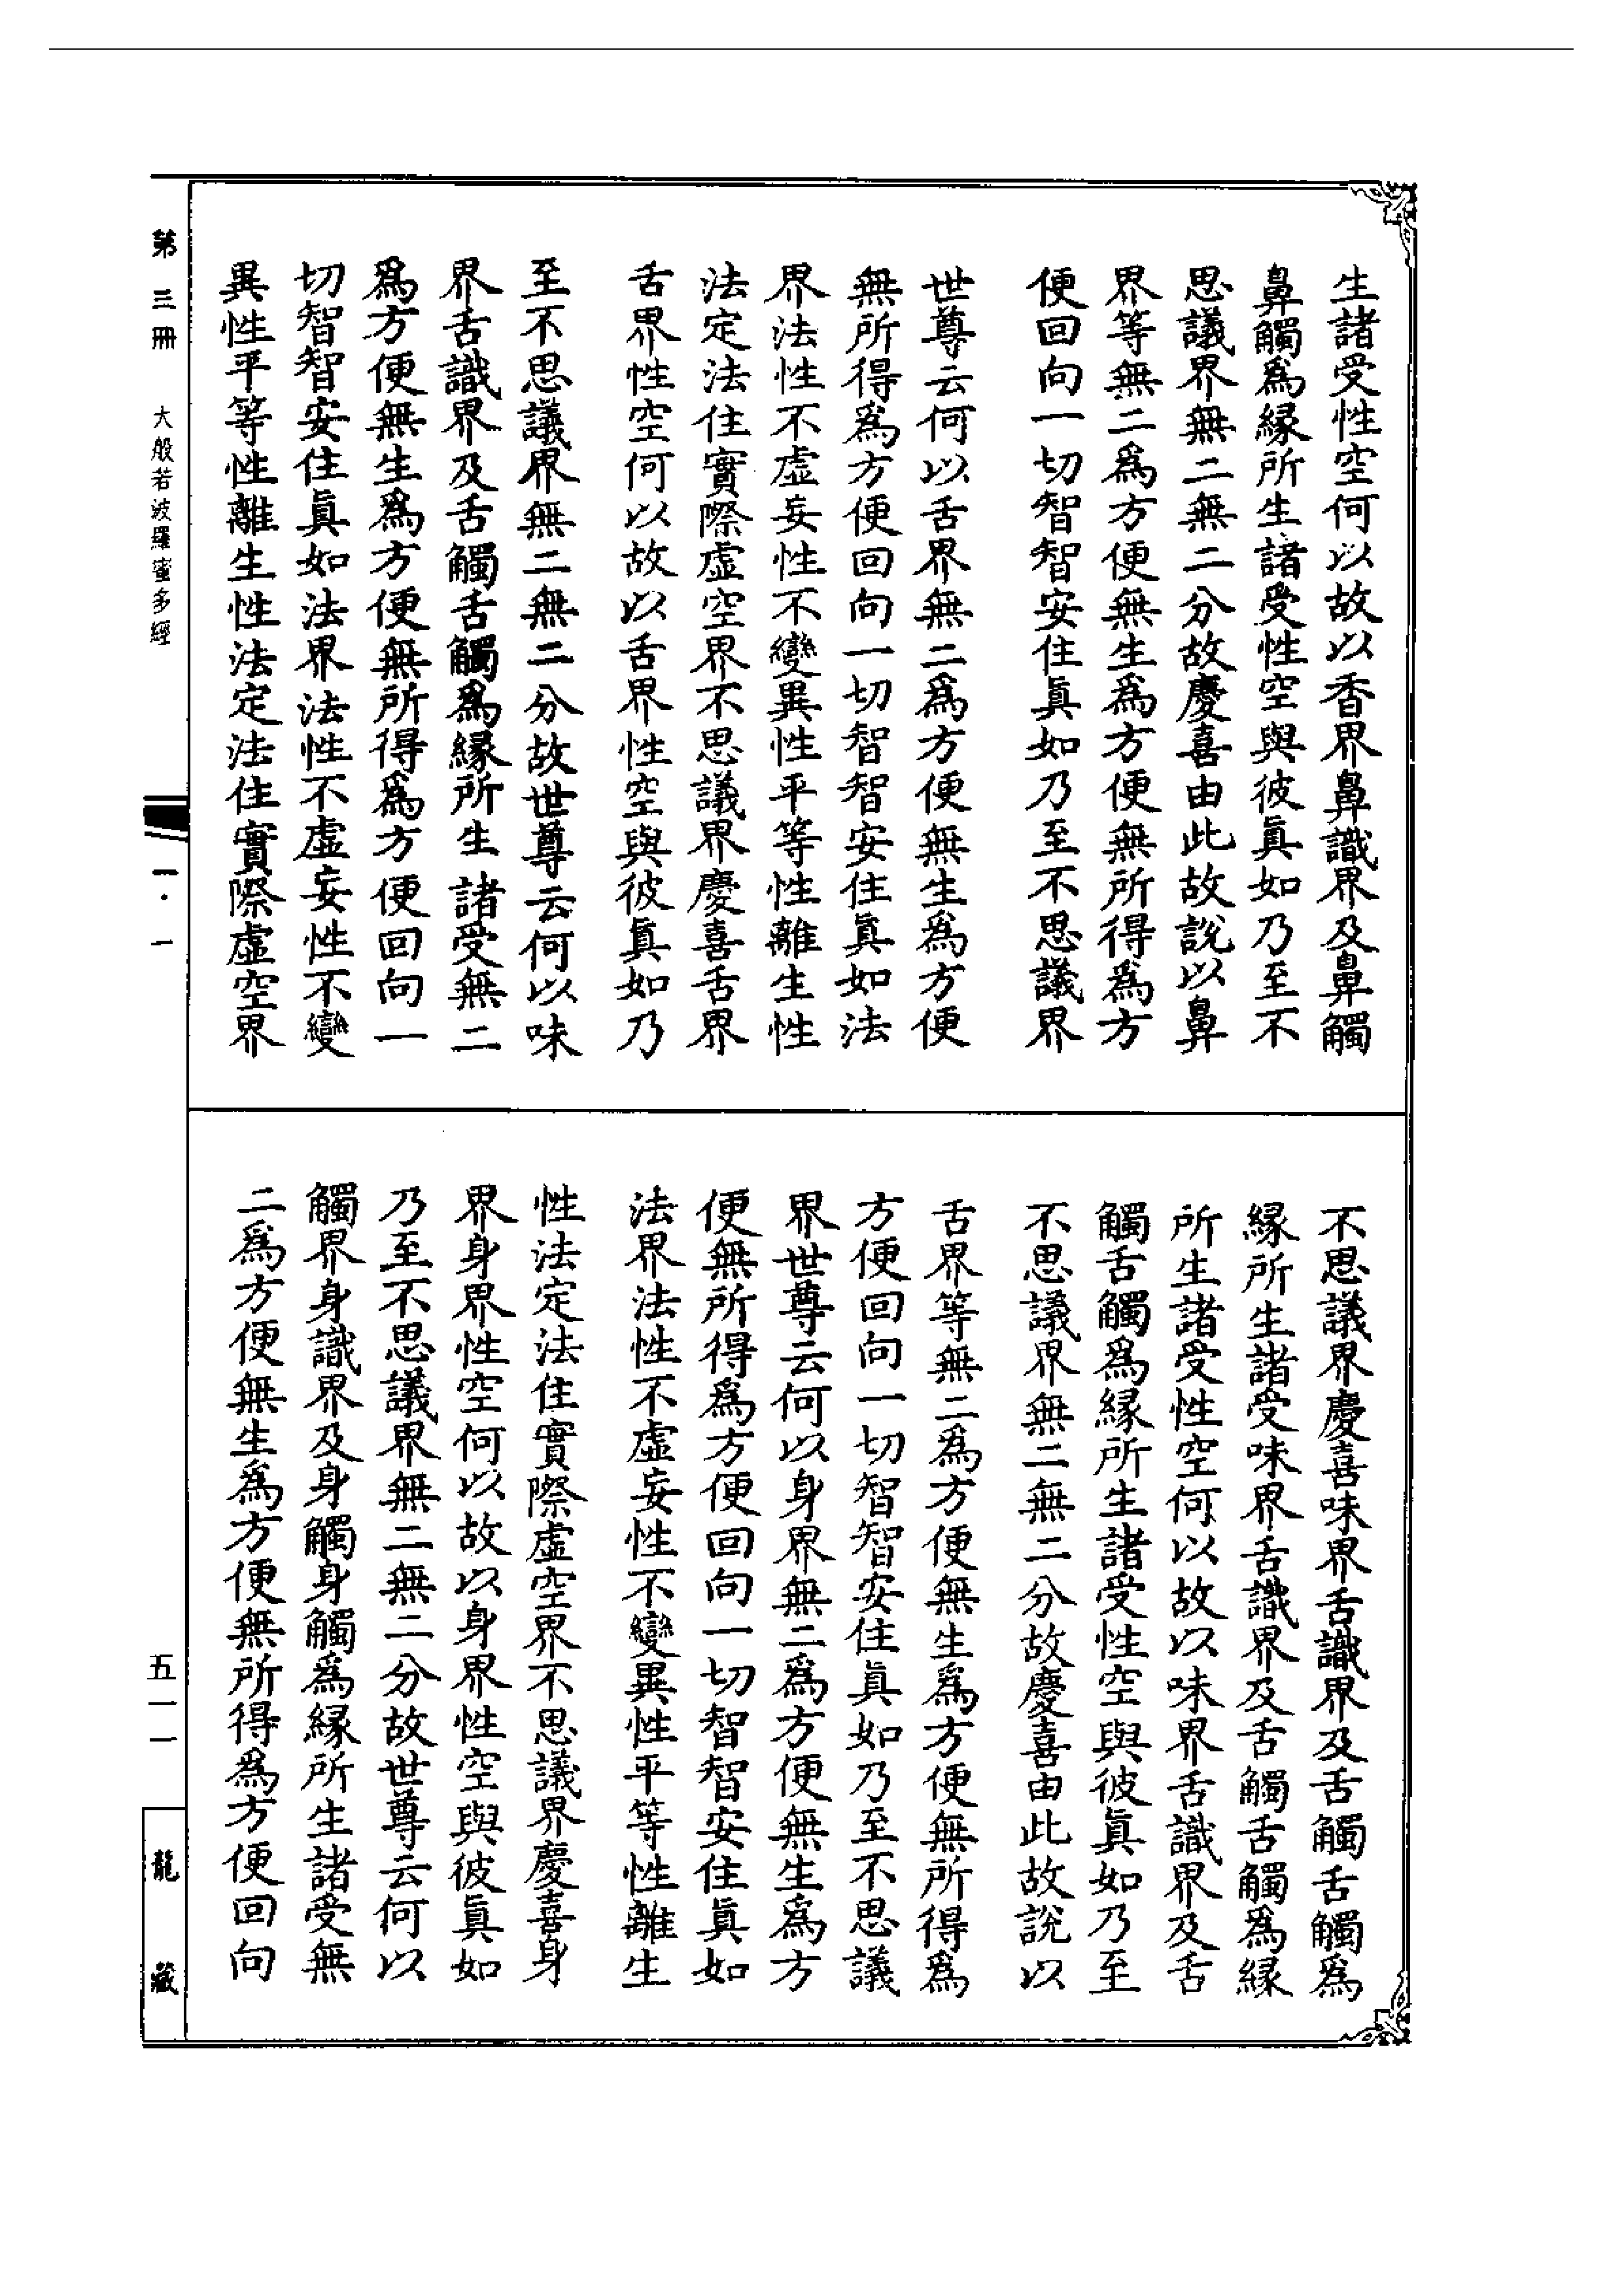 生諸受性空何以故以香界鼻識界及鼻觸
鼻觸爲緣所生諸受性空與彼眞如乃至不
思議界無二無二分故慶喜由此故說以鼻
界等無二爲方便無生爲方便無所得爲方
便回向一切智智安住眞如乃至不思議界
世尊云何以舌界無二爲方便無生爲方便
無所得爲方便回向一切智智安住眞如法
界法性不虛妄性不變異性平等性離生性
法定法住實際虛空界不思議界慶喜舌界
舌界性空何以故以舌界性空與彼眞如乃
至不思議界無二無二分故世尊云何以味
界舌識界及舌觸舌觸爲緣所生諸受無二
爲方便無生爲方便無所得爲方便回向一
切智智安住眞如法界法性不虛妄性不變
異性平等性離生性法定法住實際虛空界
不思議界慶喜味界舌識界及舌觸舌觸爲
緣所生諸受味界舌識界及舌觸舌觸爲緣
所生諸受性空何以故以味界舌識界及舌
觸舌觸爲緣所生諸受性空與彼眞如乃至
不思議界無二無二分故慶喜由此故說以
舌界等無二爲方便無生爲方便無所得爲
方便回向一切智智安住眞如乃至不思議
界世尊云何以身界無二爲方便無生爲方
便無所得爲方便回向一切智智安住眞如
法界法性不虛妄性不變異性平等性離生
性法定法住實際虛空界不思議界慶喜身
界身界性空何以故以身界性空與彼眞如
乃至不思議界無二無二分故世尊云何以
觸界身識界及身觸身觸爲緣所生諸受無
二爲方便無生爲方便無所得爲方便回向
第三冊 大般若波羅蜜多經 一·一 五一一 龍藏